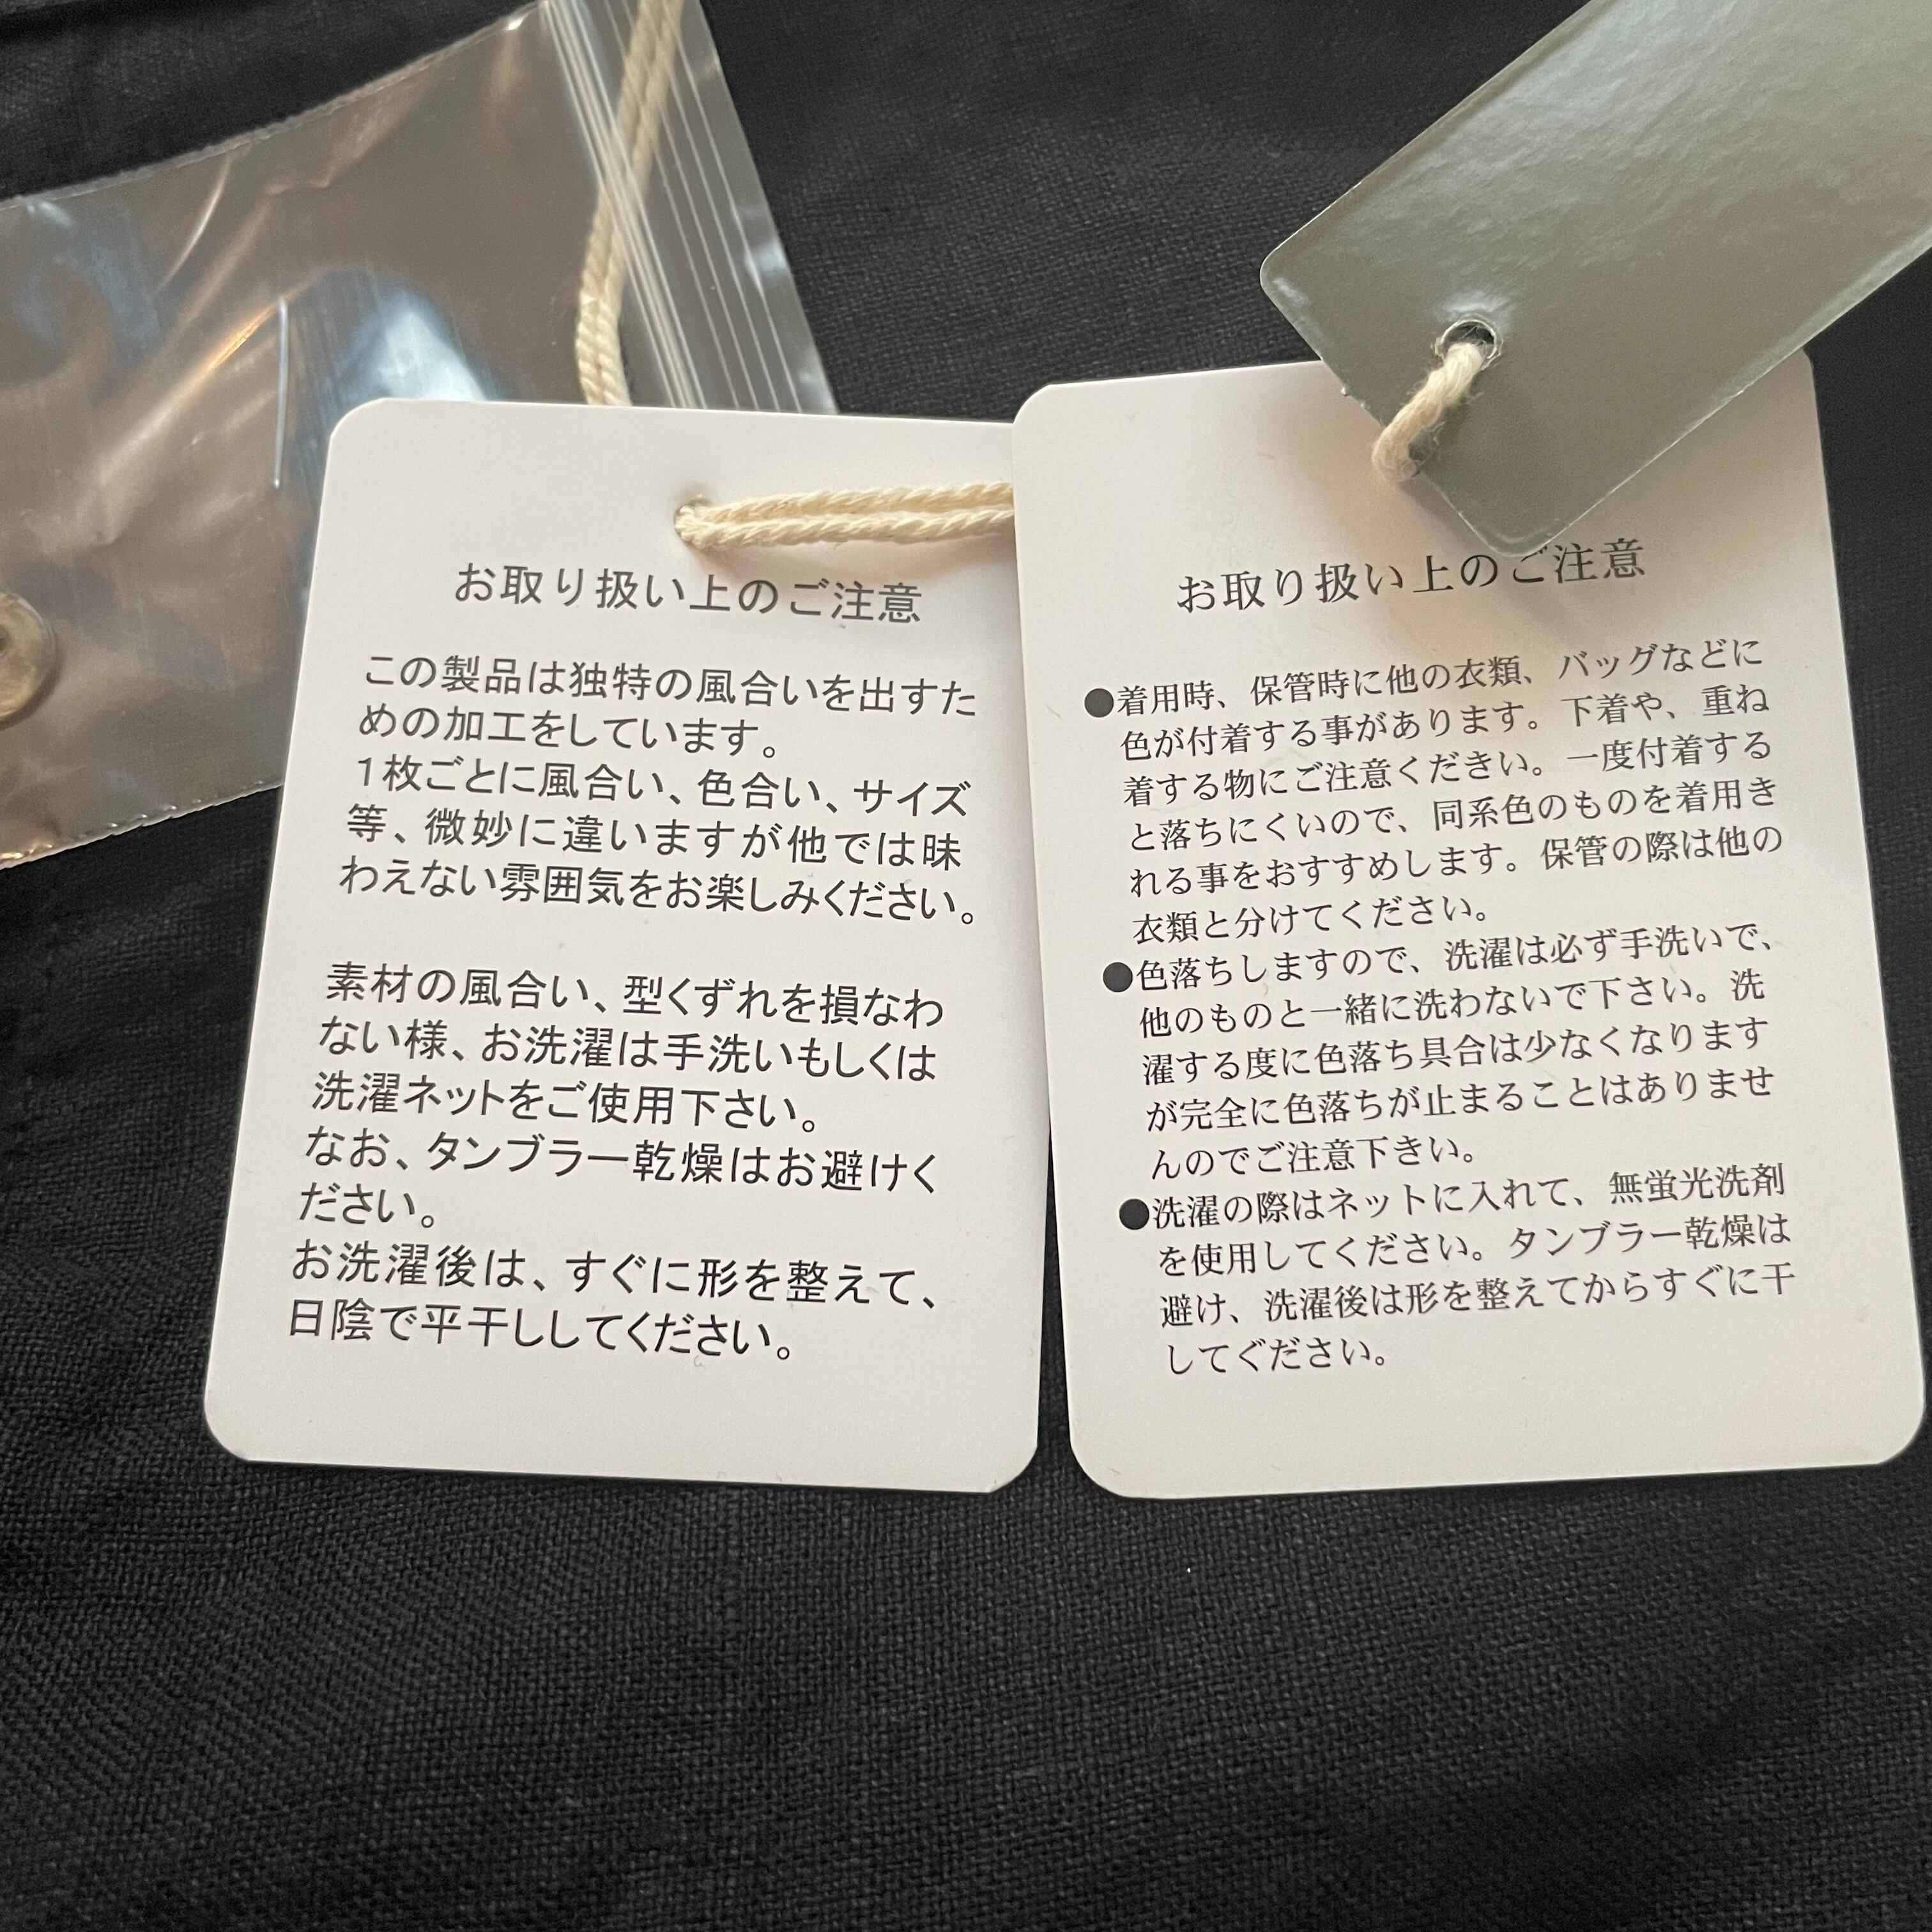 お取り扱い上のご注意
この製品は独特の風合いを出すた
めの加工をしています。
1枚ごとに風合い、色合い、サイズ
等、微妙に違いますが他では味
わえない雰囲気をお楽しみください。
素材の風合い、型くずれを損なわ
ない様、お洗濯は手洗いもしくは
洗濯ネットをご使用下さい。
なお、タンブラー乾燥はお避けく
ださい。
お洗濯後は、すぐに形を整えて、
日陰で平干ししてください。
お取り扱い上のご注意
●着用時、保管時に他の衣類、バッグなどに
色が付着する事があります。下着や、重ね
着する物にご注意くだきい。一度付着する
と落ちにくいので、同系色のものを着用き
れる事をおすすめします。保管の際は他の
衣類と分けてください。
●色落ちしますので、洗濯は必ず手洗いで、
他のものと一緒に洗わないで下さい。洗
濯する度に色落ち具合は少なくなります
が完全に色落ちが止まることはありませ
んのでご注意下きい。
●洗濯の際はネットに入れて、無蛍光洗剤
を使用してください。タンブラー乾燥は
避け、洗濯後は形を整えてからすぐに干
してぐださい。